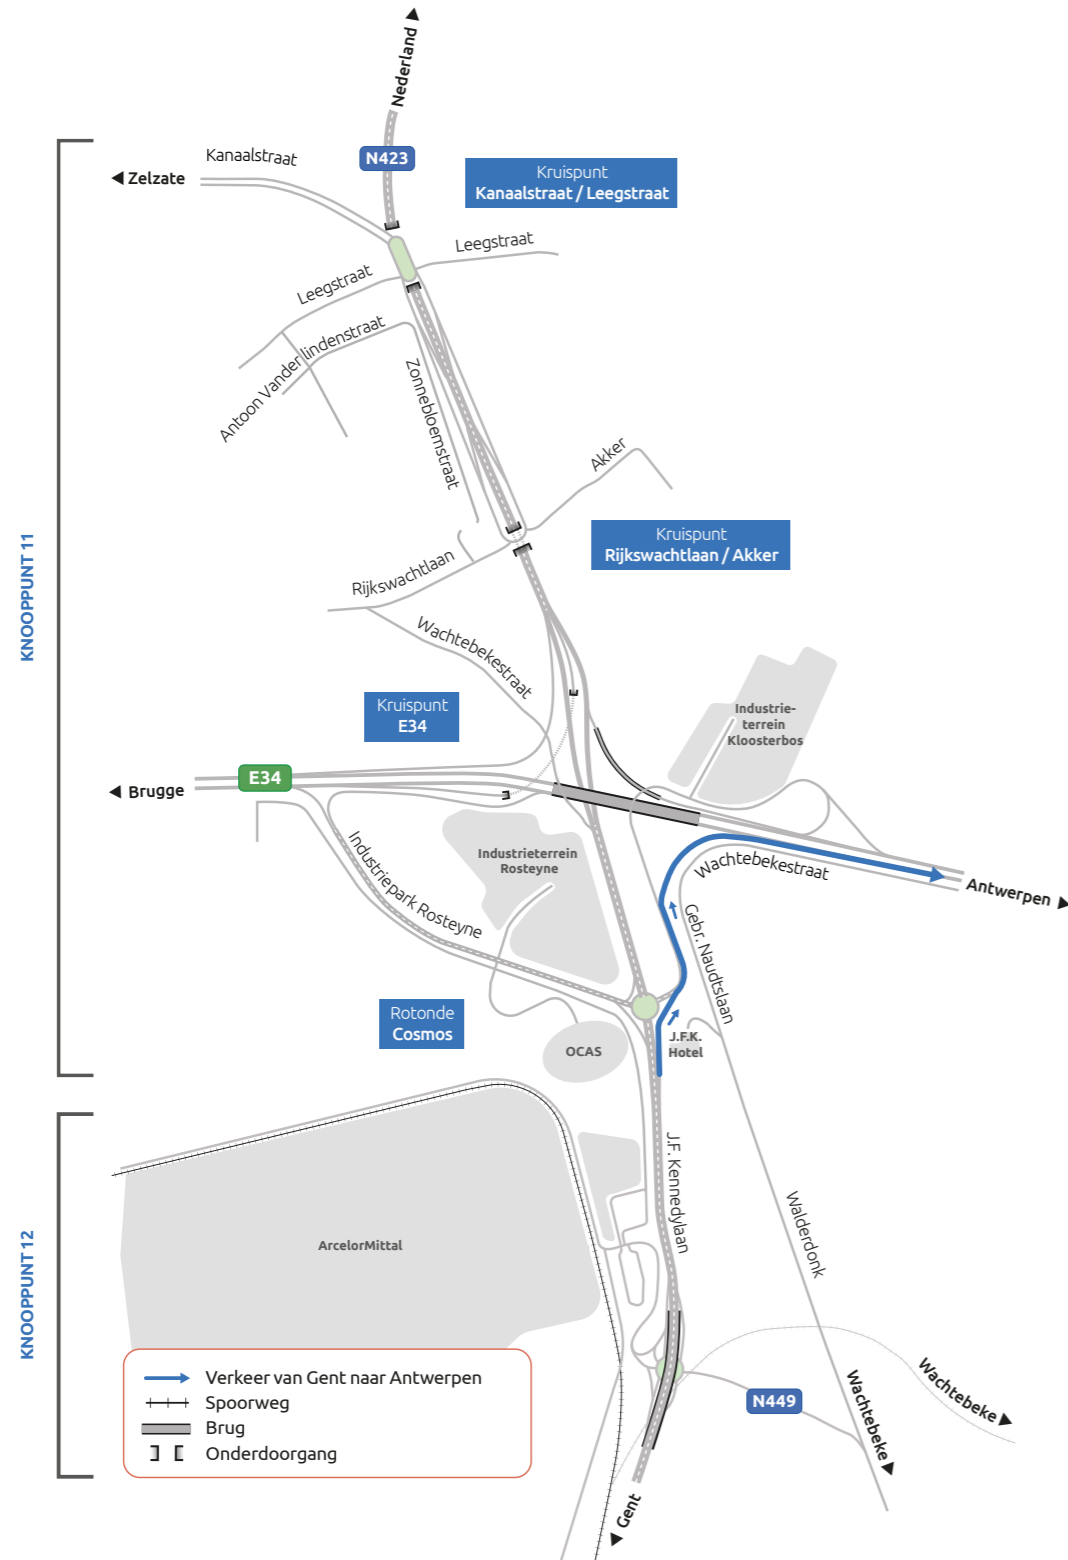 Nederland
Kanaalstraat
N423
Zelzate
Kruispunt
Kanaalstraat / Leegstraat
Leegstraat
Leegstraat
Antoon Vander lindenstraat
Zonnebloemstraat
Akker
Kruispunt
Rijkswachtlaan / Akker
Rijkswachtlaan
Wachtebekestraat
KNOOPPUNT 11
Kruispunt
E34
Industrie-
terrein
Kloosterbos
E34
Brugge
Industriepark Rosteyne
Industrieterrein
Rosteyne
Wachtebekestraat
Antwerpen
Gebr. Naudtslaan
Rotonde
Cosmos
OCAS
J.F.K.
Hotel
J.F. Kennedylaan
Walderdonk
ArcelorMittal
KNOOPPUNT 12
Wachtebeke
Wachtebeke
N449
Verkeer van Gent naar Antwerpen
Spoorweg
Brug
Onderdoorgang
Gent